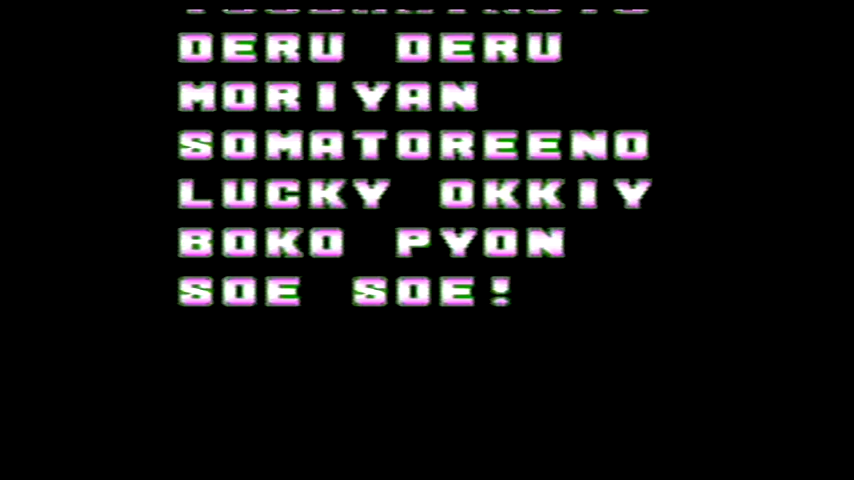 DERU DERU
MORIYAN
SOMATOREENO
LUCKY OKKIY
BOKO PYON
SOE SOE!